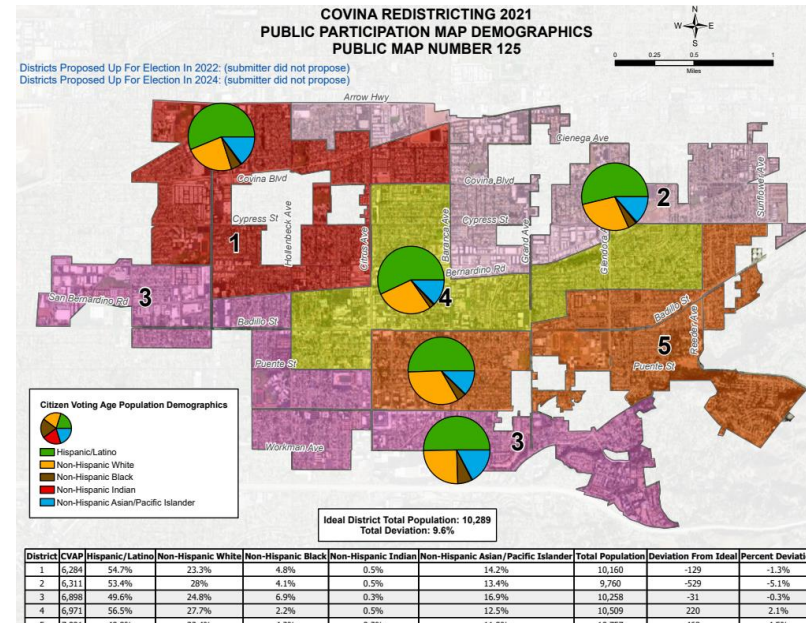 COVINA REDISTRICTING 2021
PUBLIC PARTICIPATION MAP DEMOGRAPHICS
PUBLIC MAP NUMBER 125
N
W E
S
0 0.25 0.5 1
Miles
Districts Proposed Up For Election In 2022: (submitter did not propose)
Districts Proposed Up For Election In 2024: (submitter did not propose)
Arrow Hwy
Cienega Ave
Covina Blvd
Covina Blvd
Sunflower Ave
Cypress St
Cypress St
Hollenbeck Ave
Citrus Ave
Barranca Ave
Grand Ave
Glendora
1
2
San Bernardino Rd
3
Bernardino Rd
4
Badillo St
Badillo St
5
Reeder Ave
Puente St
Puente St
Workman Ave
3
Citizen Voting Age Population Demographics
Hispanic/Latino
Non-Hispanic White
Non-Hispanic Black
Non-Hispanic Indian
Non-Hispanic Asian/Pacific Islander
Ideal District Total Population: 10,289
Total Deviation: 9.6%
District CVAP Hispanic/Latino Non-Hispanic White Non-Hispanic Black Non-Hispanic Indian Non-Hispanic Asian/Pacific Islander Total Population Deviation From Ideal Percent Deviatio
1 6,284 54.7% 23.3% 4.8% 0.5% 14.2% 10,160 -129 -1.3%
2 6,311 53.4% 28% 4.1% 0.5% 13.4% 9,760 -529 -5.1%
3 6,898 49.6% 24.8% 6.9% 0.3% 16.9% 10,258 -31 -0.3%
4 6,971 56.5% 27.7% 2.2% 0.5% 12.5% 10,509 220 2.1%